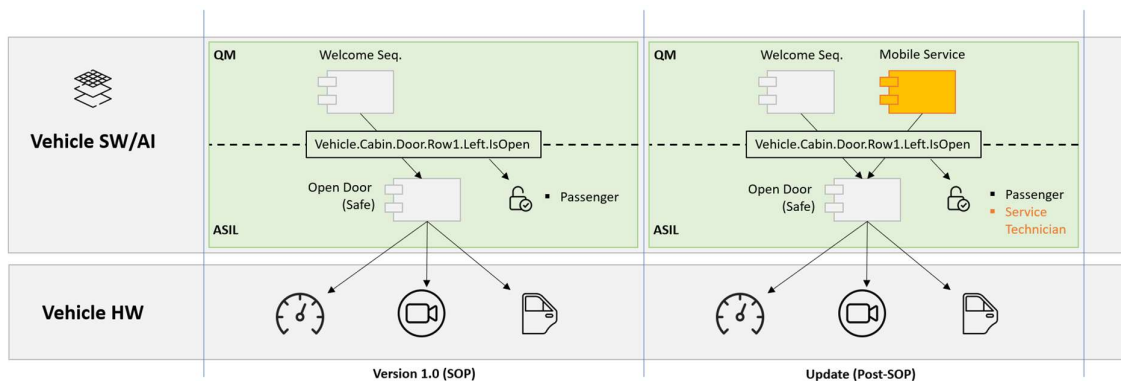 QM
Welcome Seq.
Vehicle SW/AI
Vehicle.Cabin.Door.Row1.Left.IsOpen
Open Door
(Safe)
▪ Passenger
ASIL
QM
Welcome Seq.
Mobile Service
Vehicle.Cabin.Door.Row1.Left.IsOpen
Open Door
(Safe)
▪ Passenger
▪ Service
Technician
ASIL
Vehicle HW
Version 1.0 (SOP)
Update (Post-SOP)